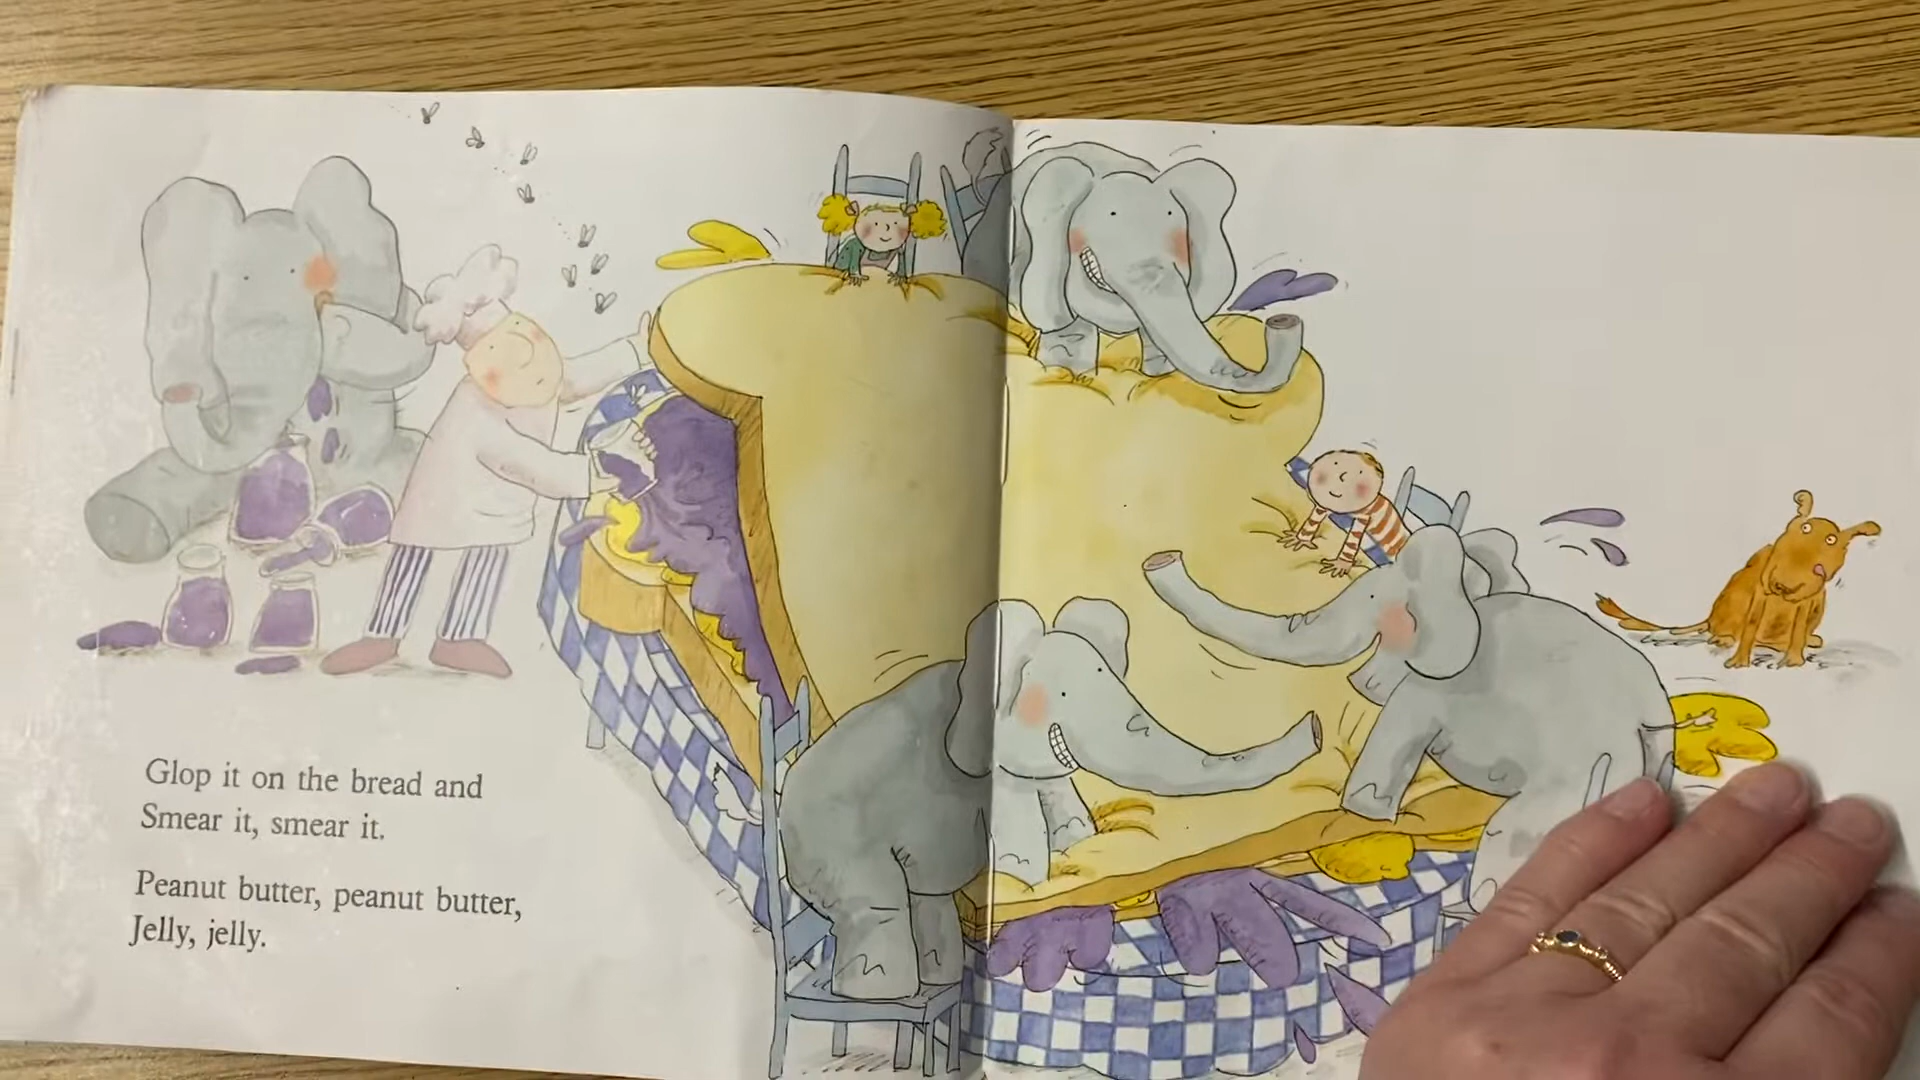 Glop it on the bread and
Smear it, smear it.
Peanut butter, peanut butter,
Jelly, jelly.